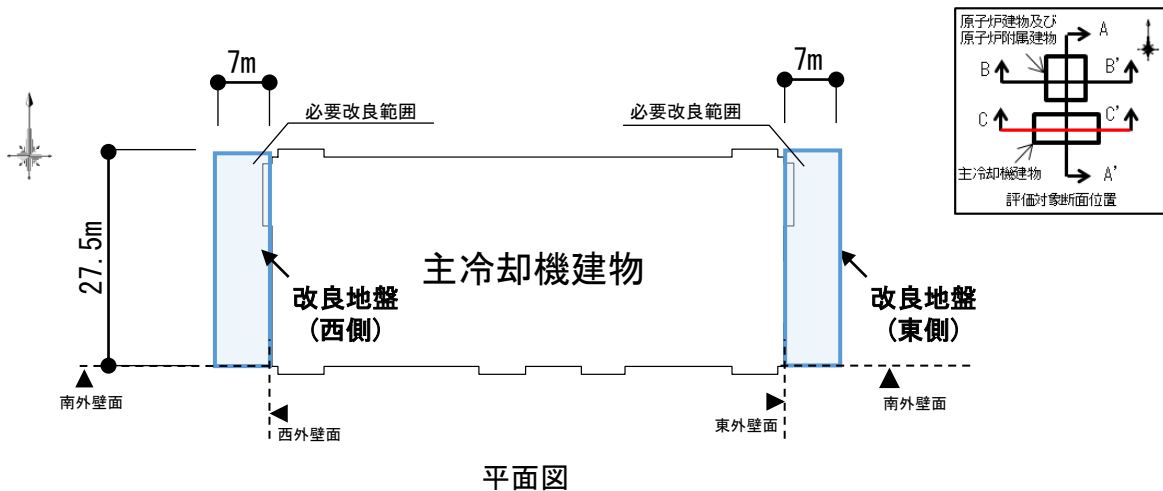 7m
7m
必要改良範囲
必要改良範囲
27.5m
主冷却機建物
改良地盤
(西側)
改良地盤
(東側)
南外壁面
西外壁面
東外壁面
南外壁面
平面図
原子炉建物及び
原子炉附属建物
A
B
B'
C
C'
主冷却機建物
A'
評価対象断面位置